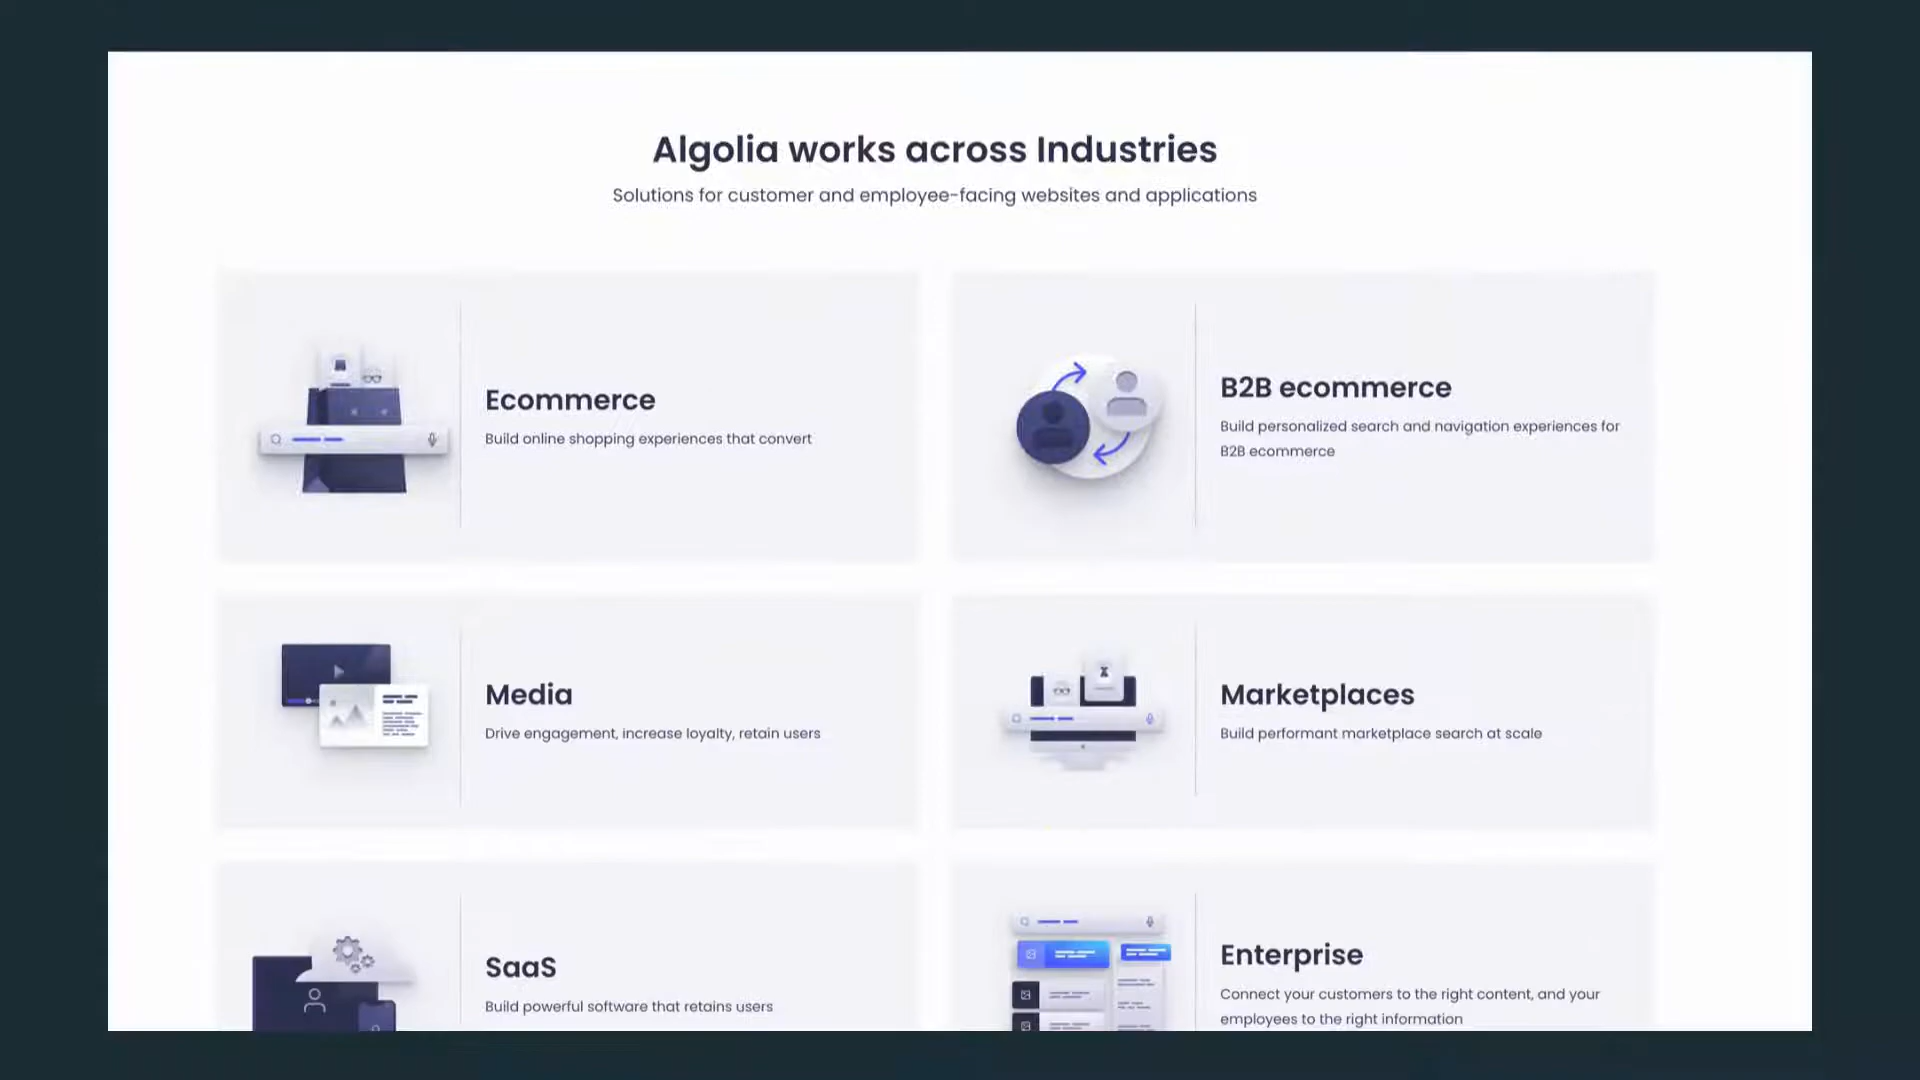 Algolia works across Industries
Solutions for customer and employee-facing websites and applications
Ecommerce
Build online shopping experiences that convert
B2B ecommerce
Build personalized search and navigation experiences for
B2B ecommerce
Media
Drive engagement, increase loyalty, retain users
Marketplaces
Build performant marketplace search at scale
SaaS
Build powerful software that retains users
Enterprise
Connect your customers to the right content, and your
employees to the right information